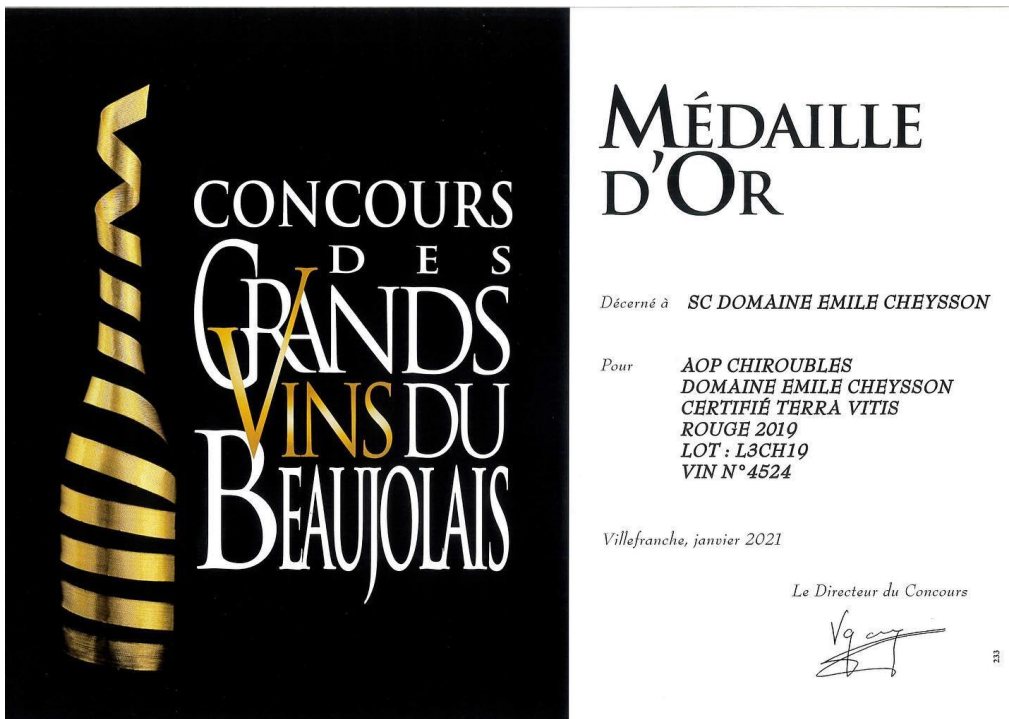 CONCOURS
DES
GRANDS
VINS DU
BEAUJOLAIS
MÉDAILLE
D'OR
Décerné à SC DOMAINE EMILE CHEYSSON
Pour AOP CHIROUBLES
DOMAINE EMILE CHEYSSON
CERTIFIÉ TERRA VITIS
ROUGE 2019
LOT : L3CH19
VIN N°4524
Villefranche, janvier 2021
Le Directeur du Concours
233